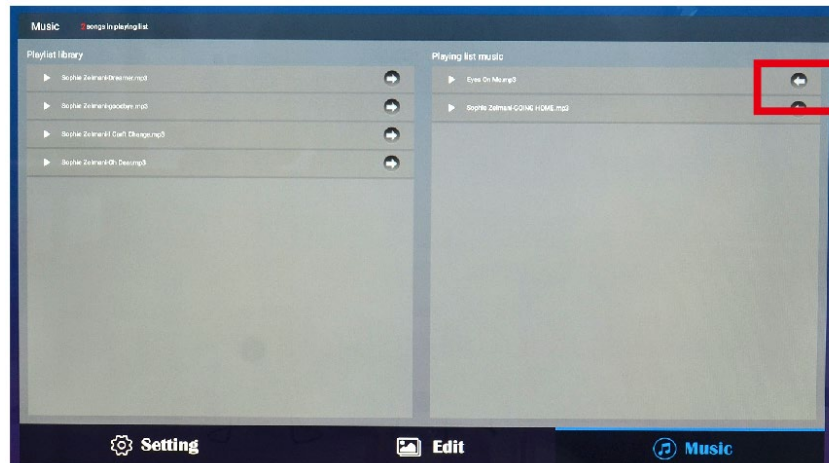 Music 2 songs in playing list
Playlist library
Sophie Zelmani-Dreamer.mp3
Sophie Zelmani-goodbye.mp3
Sophie Zelmani-I Can't Change.mp3
Sophie Zelmani-Oh Dear.mp3
Playing list music
Eyes On Me.mp3
Sophie Zelmani-GOING HOME.mp3
Setting
Edit
Music